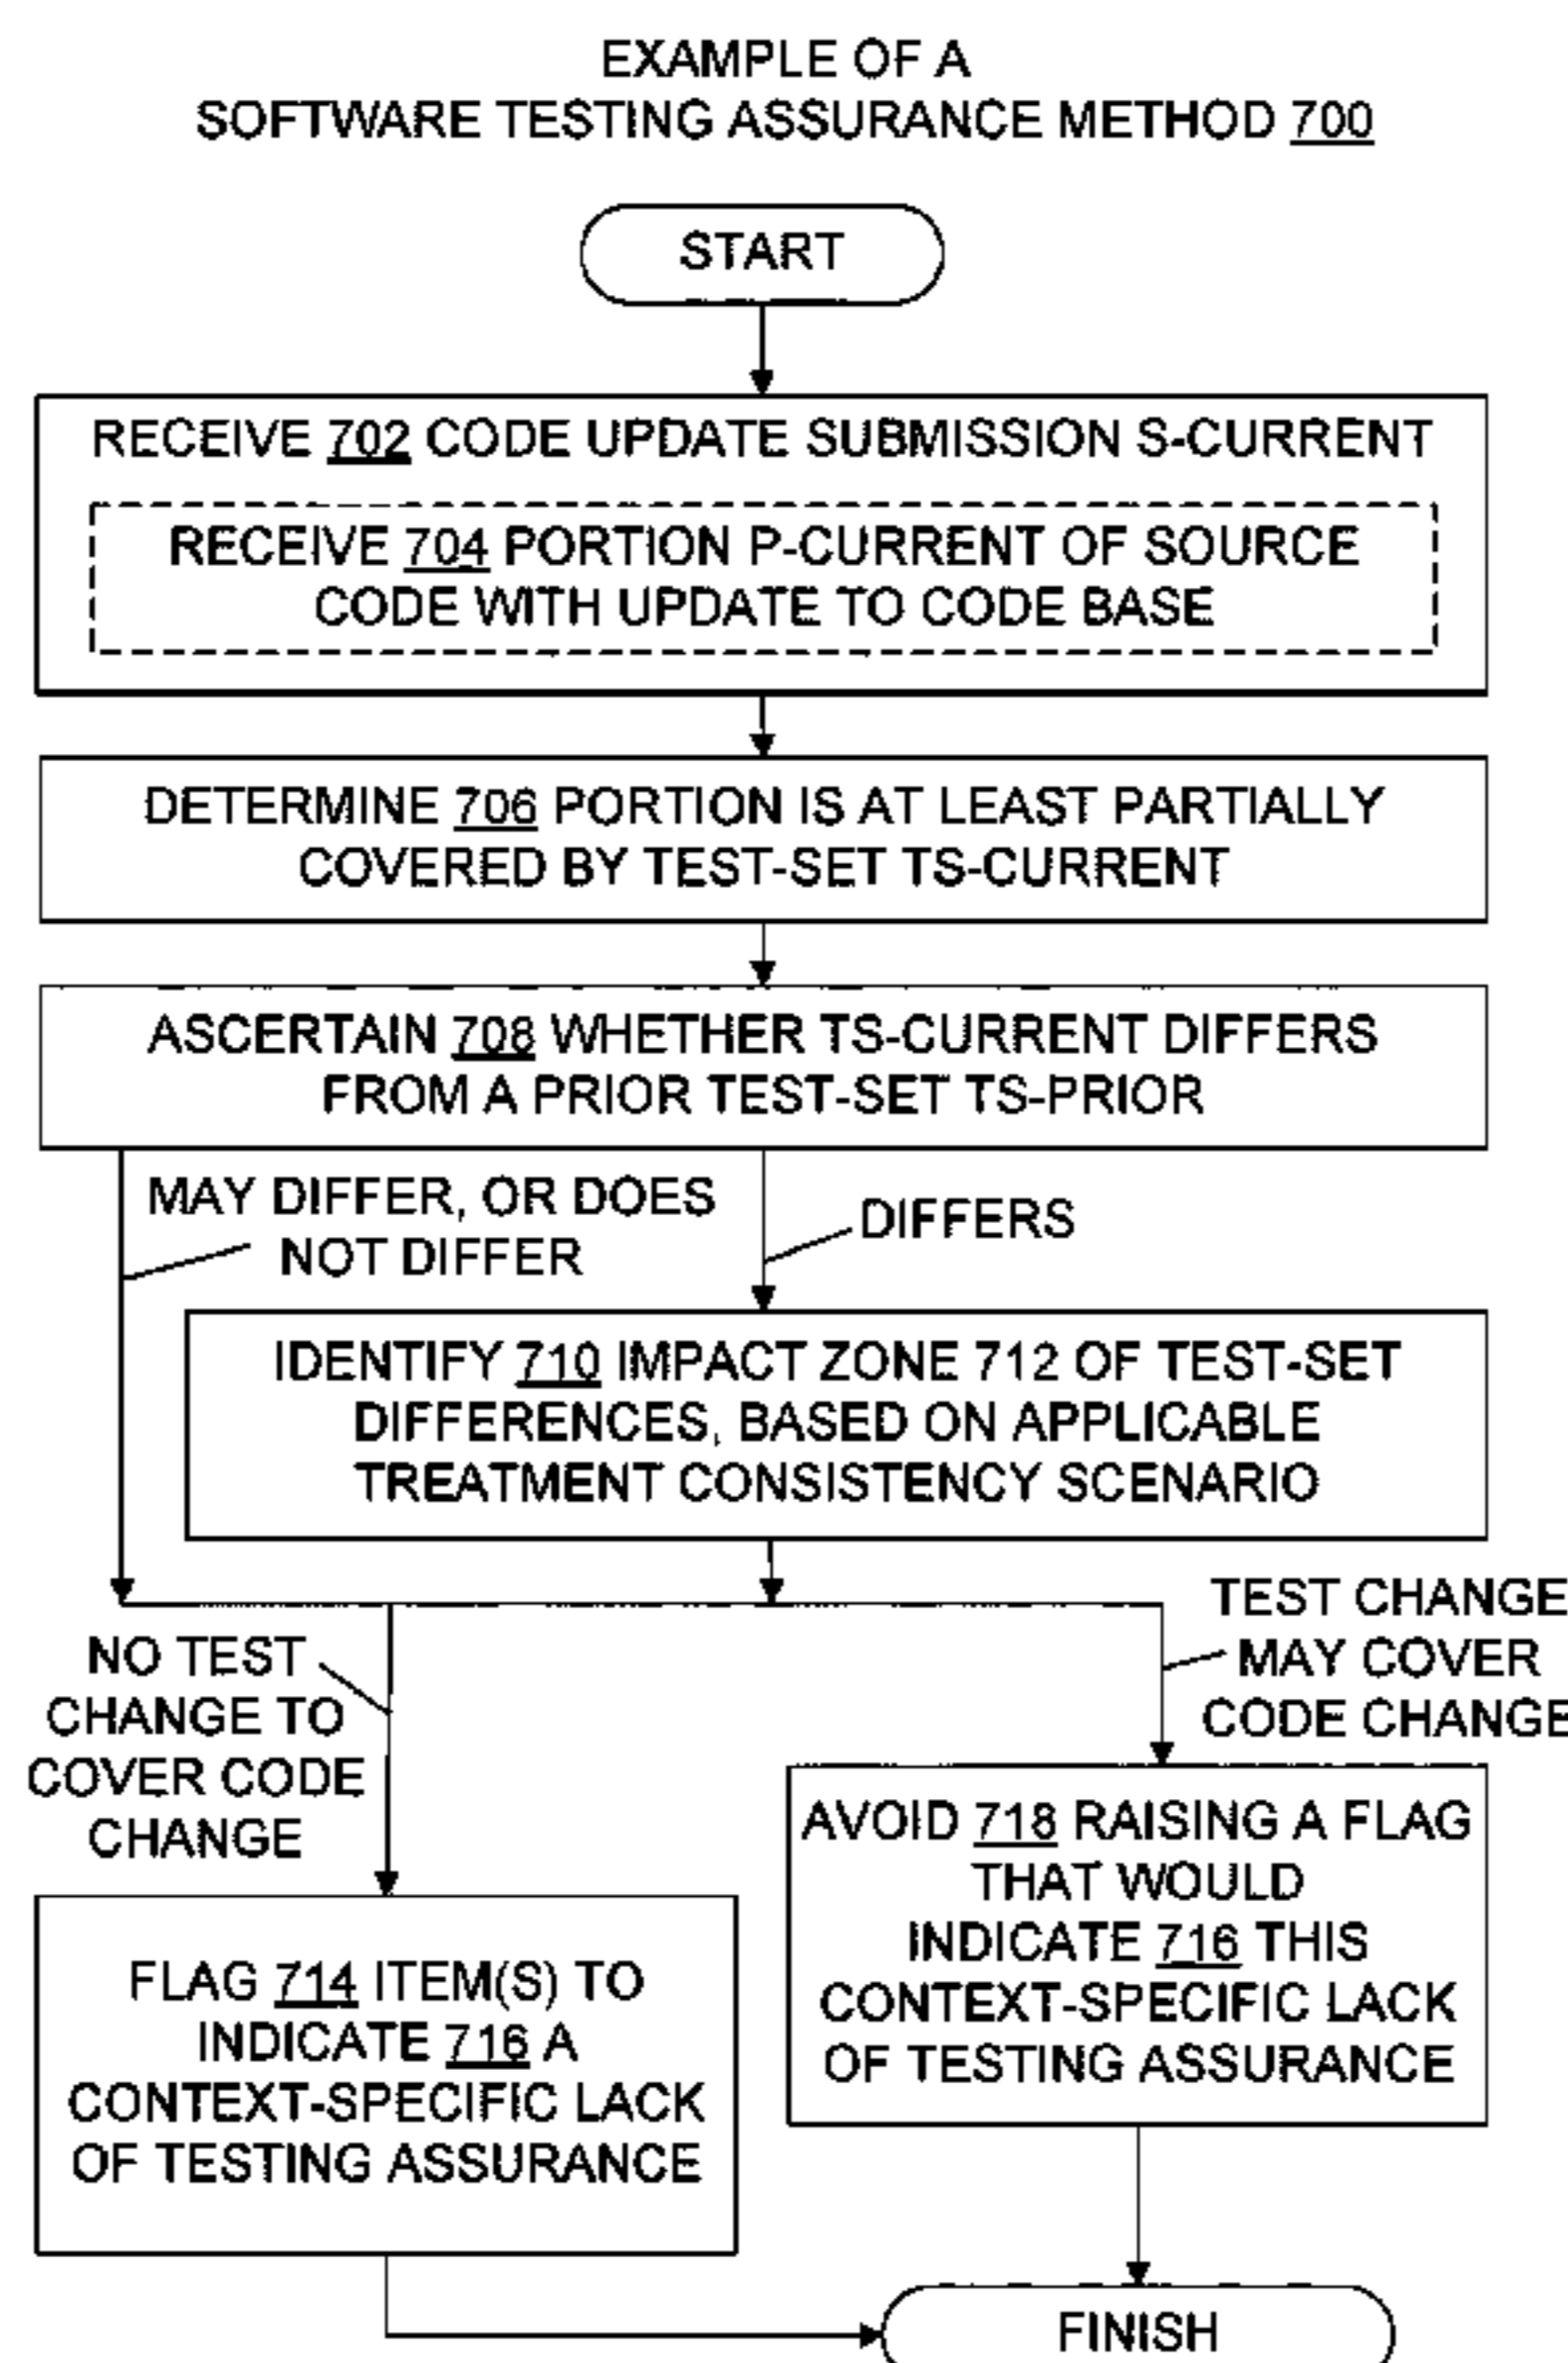 EXAMPLE OF A
SOFTWARE TESTING ASSURANCE METHOD 700
START
RECEIVE 702 CODE UPDATE SUBMISSION S-CURRENT
RECEIVE 704 PORTION P-CURRENT OF SOURCE
CODE WITH UPDATE TO CODE BASE
DETERMINE 706 PORTION IS AT LEAST PARTIALLY
COVERED BY TEST-SET TS-CURRENT
ASCERTAIN 708 WHETHER TS-CURRENT DIFFERS
FROM A PRIOR TEST-SET TS-PRIOR
MAY DIFFER, OR DOES
NOT DIFFER
DIFFERS
IDENTIFY 710 IMPACT ZONE 712 OF TEST-SET
DIFFERENCES, BASED ON APPLICABLE
TREATMENT CONSISTENCY SCENARIO
NO TEST
CHANGE TO
COVER CODE
CHANGE
TEST CHANGE
MAY COVER
CODE CHANGE
FLAG 714 ITEM(S) TO
INDICATE 716 A
CONTEXT-SPECIFIC LACK
OF TESTING ASSURANCE
AVOID 718 RAISING A FLAG
THAT WOULD
INDICATE 716 THIS
CONTEXT-SPECIFIC LACK
OF TESTING ASSURANCE
FINISH